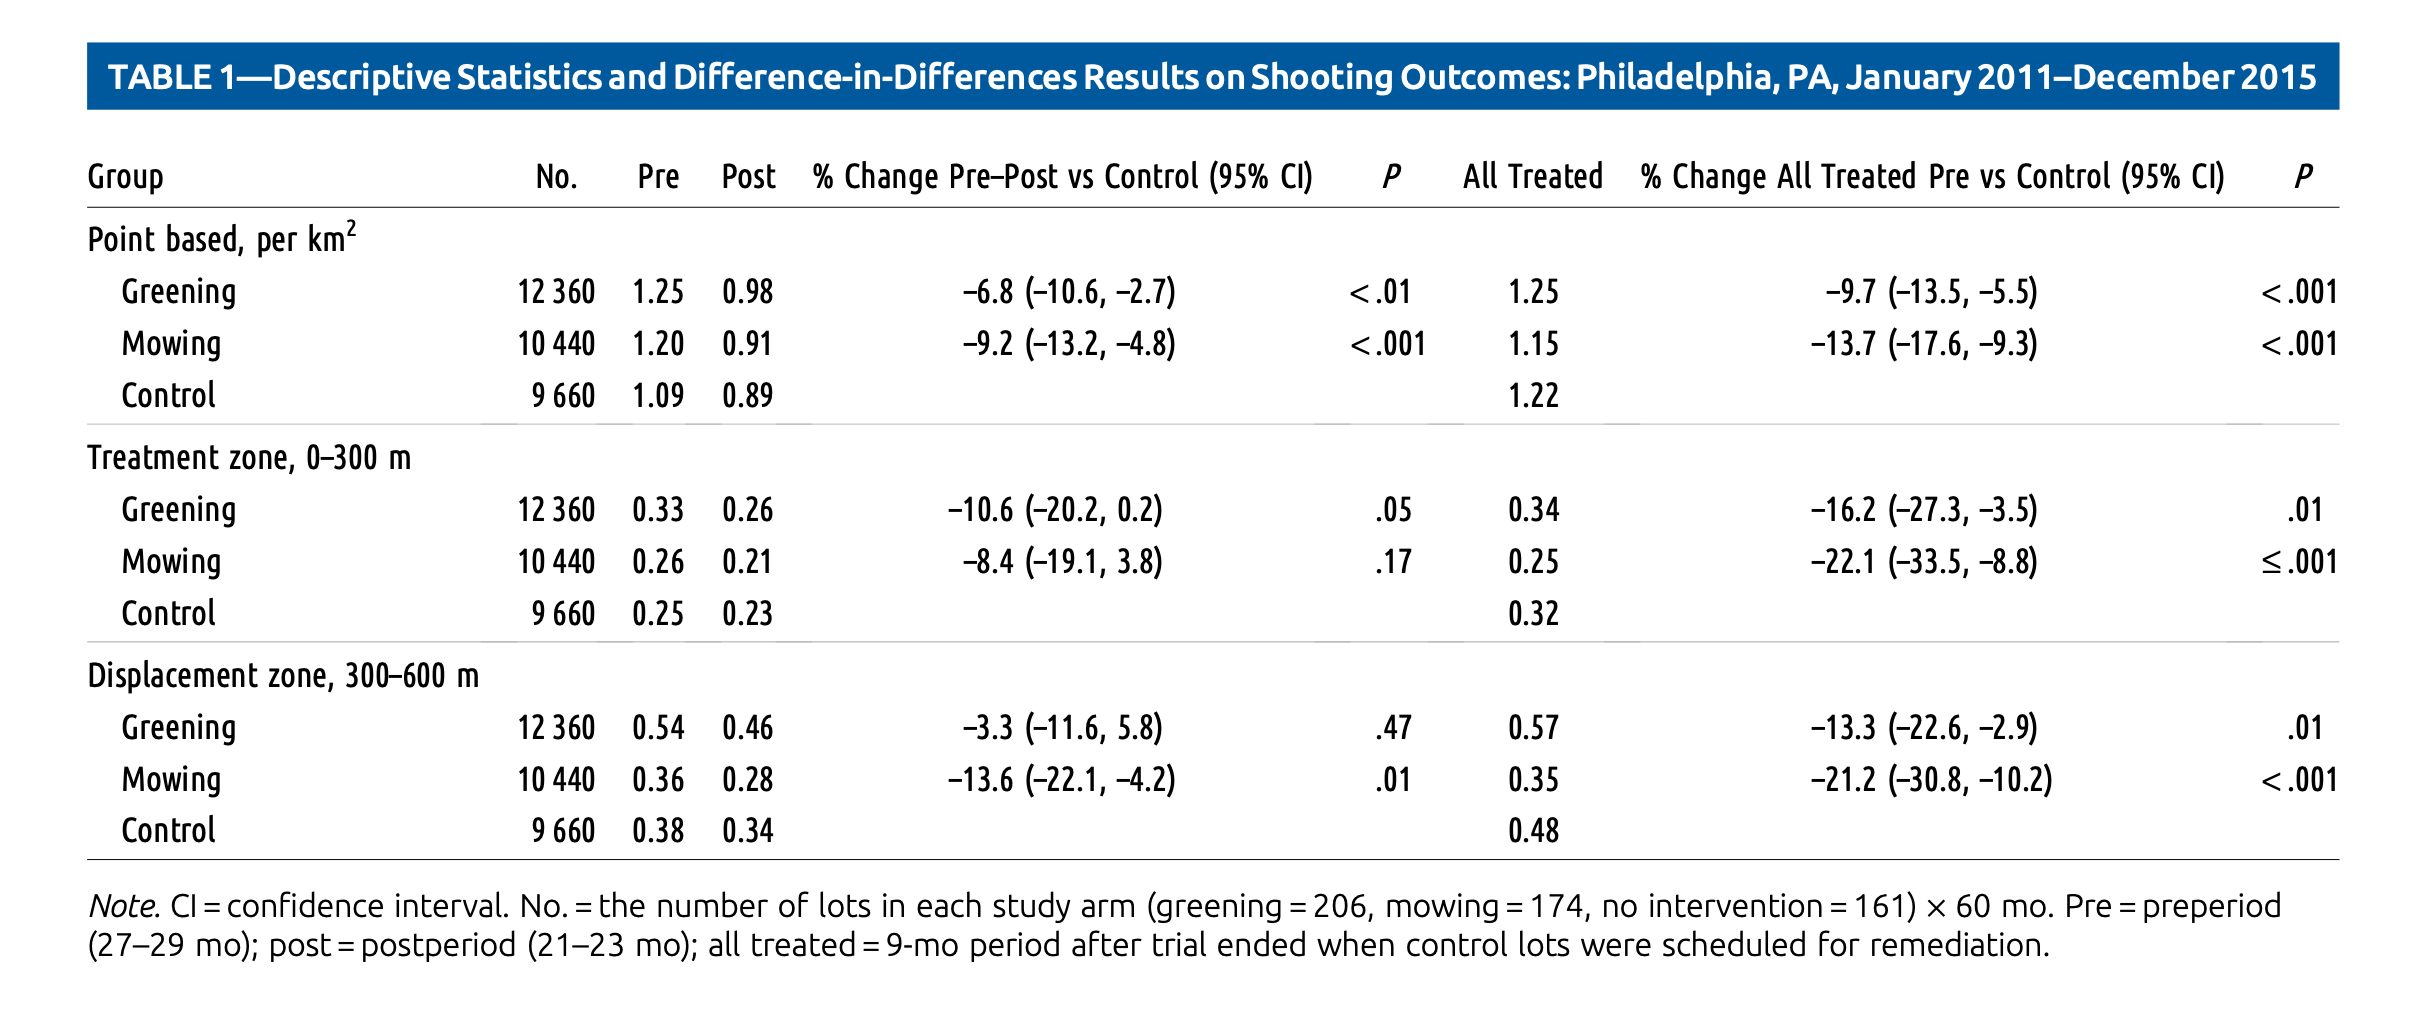 TABLE 1—Descriptive Statistics and Difference-in-Differences Results on Shooting Outcomes: Philadelphia, PA, January 2011–December 2015
Group No. Pre Post % Change Pre–Post vs Control (95% CI) P All Treated % Change All Treated Pre vs Control (95% CI) P
Point based, per km²
Greening 12 360 1.25 0.98 –6.8 (–10.6, –2.7) < .01 1.25 –9.7 (–13.5, –5.5) < .001
Mowing 10 440 1.20 0.91 –9.2 (–13.2, –4.8) < .001 1.15 –13.7 (–17.6, –9.3) < .001
Control 9 660 1.09 0.89 1.22
Treatment zone, 0–300 m
Greening 12 360 0.33 0.26 –10.6 (–20.2, 0.2) .05 0.34 –16.2 (–27.3, –3.5) .01
Mowing 10 440 0.26 0.21 –8.4 (–19.1, 3.8) .17 0.25 –22.1 (–33.5, –8.8) ≤ .001
Control 9 660 0.25 0.23 0.32
Displacement zone, 300–600 m
Greening 12 360 0.54 0.46 –3.3 (–11.6, 5.8) .47 0.57 –13.3 (–22.6, –2.9) .01
Mowing 10 440 0.36 0.28 –13.6 (–22.1, –4.2) .01 0.35 –21.2 (–30.8, –10.2) < .001
Control 9 660 0.38 0.34 0.48
Note. CI = confidence interval. No. = the number of lots in each study arm (greening = 206, mowing = 174, no intervention = 161) × 60 mo. Pre = preperiod
(27–29 mo); post = postperiod (21–23 mo); all treated = 9-mo period after trial ended when control lots were scheduled for remediation.